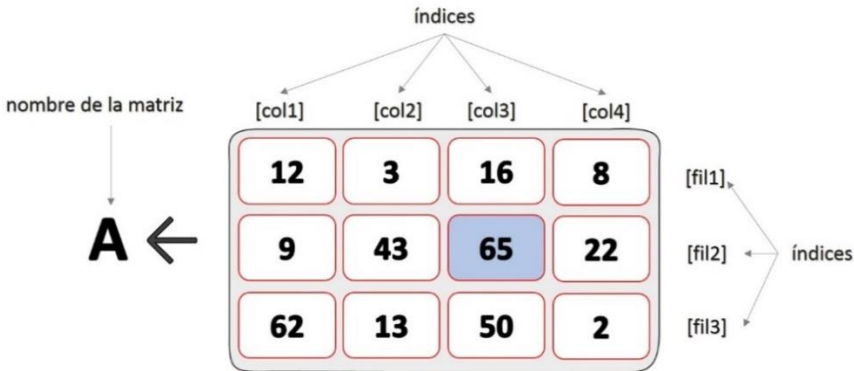 índices
nombre de la matriz
[col1] [col2] [col3] [col4]
12 3 16 8 [fil1]
A ← 9 43 65 22 [fil2] índices
62 13 50 2 [fil3]